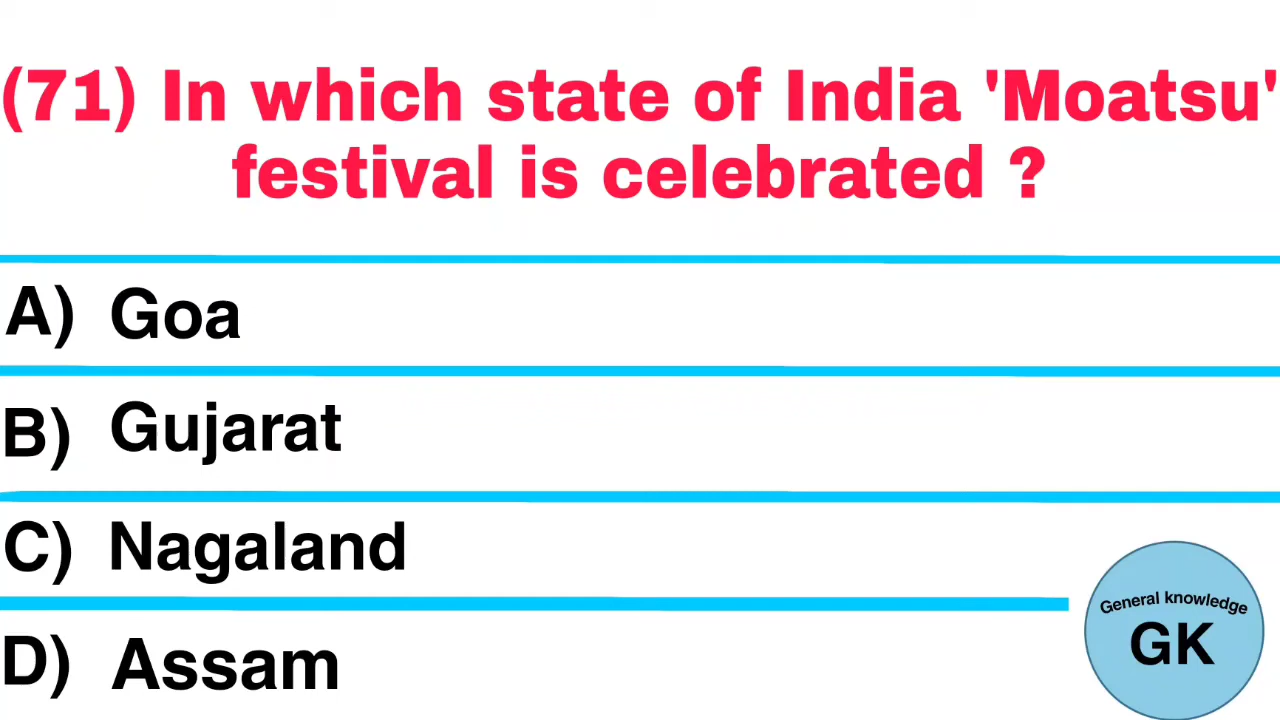 (71) In which state of India 'Moatsu'
festival is celebrated ?
A) Goa
B) Gujarat
C) Nagaland
D) Assam
General knowledge
GK